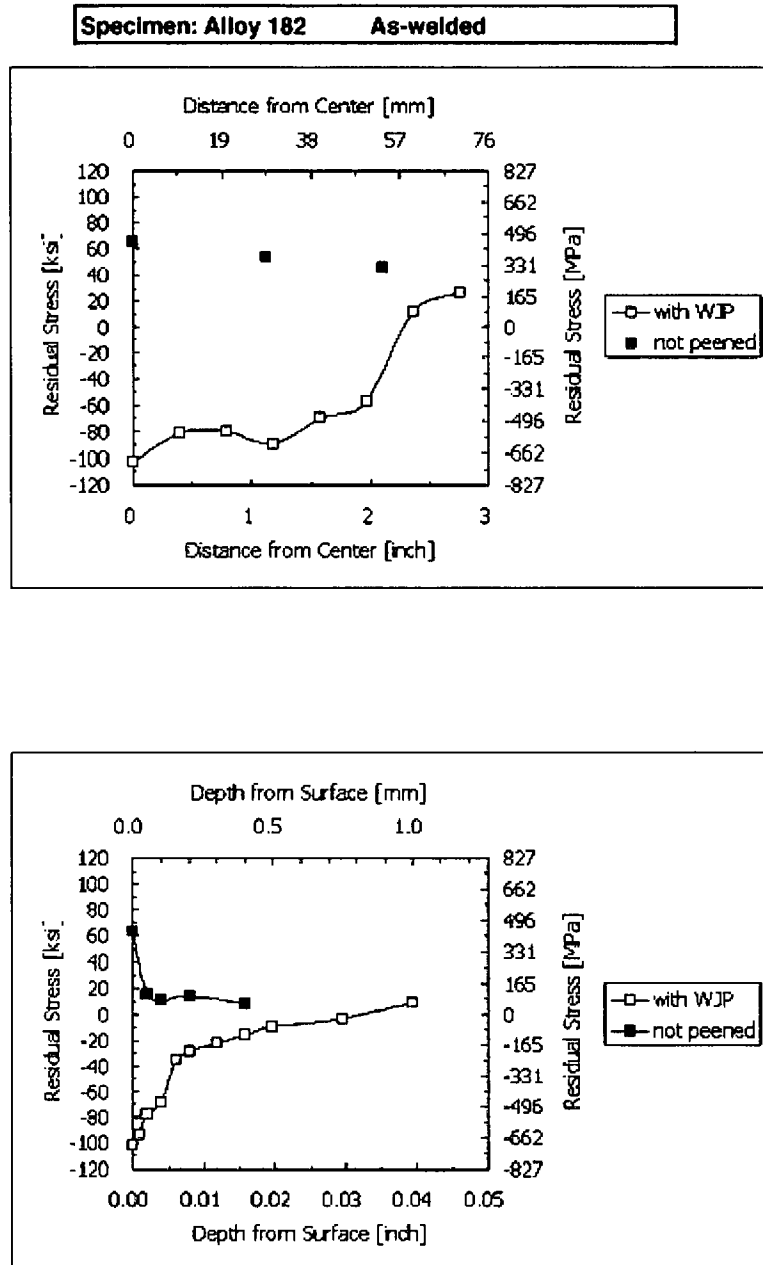 Specimen: Alloy 182 As-welded
Distance from Center [mm]
0 19 38 57 76
120 827
100 662
80
60 496
40 331
20 165
0 0
-20 -165
-40 -331
-60
-80 -496
-100 -662
-120 -827
Residual Stress [ksi]
Residual Stress [MPa]
with WJP
not peened
0 1 2 3
Distance from Center [inch]
Depth from Surface [mm]
0.0 0.5 1.0
120 827
100 662
80
60 496
40 331
20 165
0 0
-20 -165
-40 -331
-60
-80 -496
-100 -662
-120 -827
Residual Stress [ksi]
Residual Stress [MPa]
with WJP
not peened
0.00 0.01 0.02 0.03 0.04 0.05
Depth from Surface [inch]